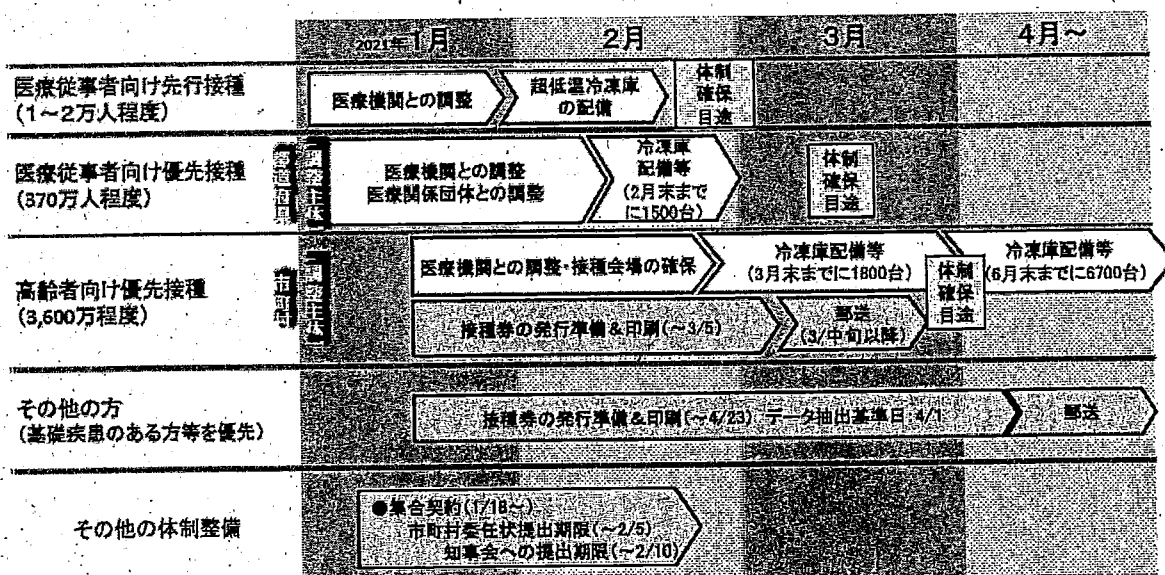 2021年1月
2月
3月
4月～
医療従事者向け先行接種
(1～2万人程度)
医療機関との調整
超低温冷凍庫
の配備
体制
確保
目途
医療従事者向け優先接種
(370万人程度)
医療機関との調整
医療関係団体との調整
冷凍庫
配備等
(2月末まで
に1500台)
体制
確保
目途
高齢者向け優先接種
(3,600万程度)
医療機関との調整・接種会場の確保
冷凍庫配備等
(3月末までに1800台)
体制
確保
目途
冷凍庫配備等
(6月末までに6700台)
接種券の発行準備&印刷(～3/5)
郵送
(3/中旬以降)
その他の方
(基礎疾患のある方等を優先)
接種券の発行準備&印刷(～4/23) データ抽出基準日:4/1
郵送
その他の体制整備
●集合契約(1/18～)
市町村委任状提出期限(～2/5)
知事会への提出期限(～2/10)